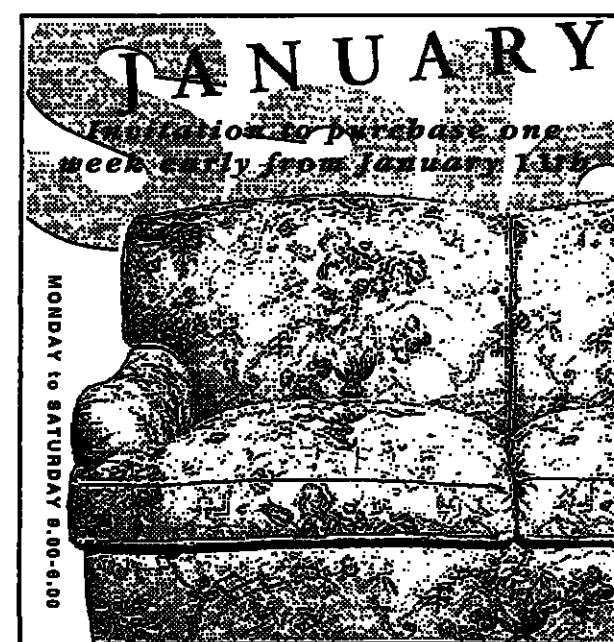 JANUARY
Invitation to purchase one
week early from January 11th
MONDAY to SATURDAY 9.00-6.00